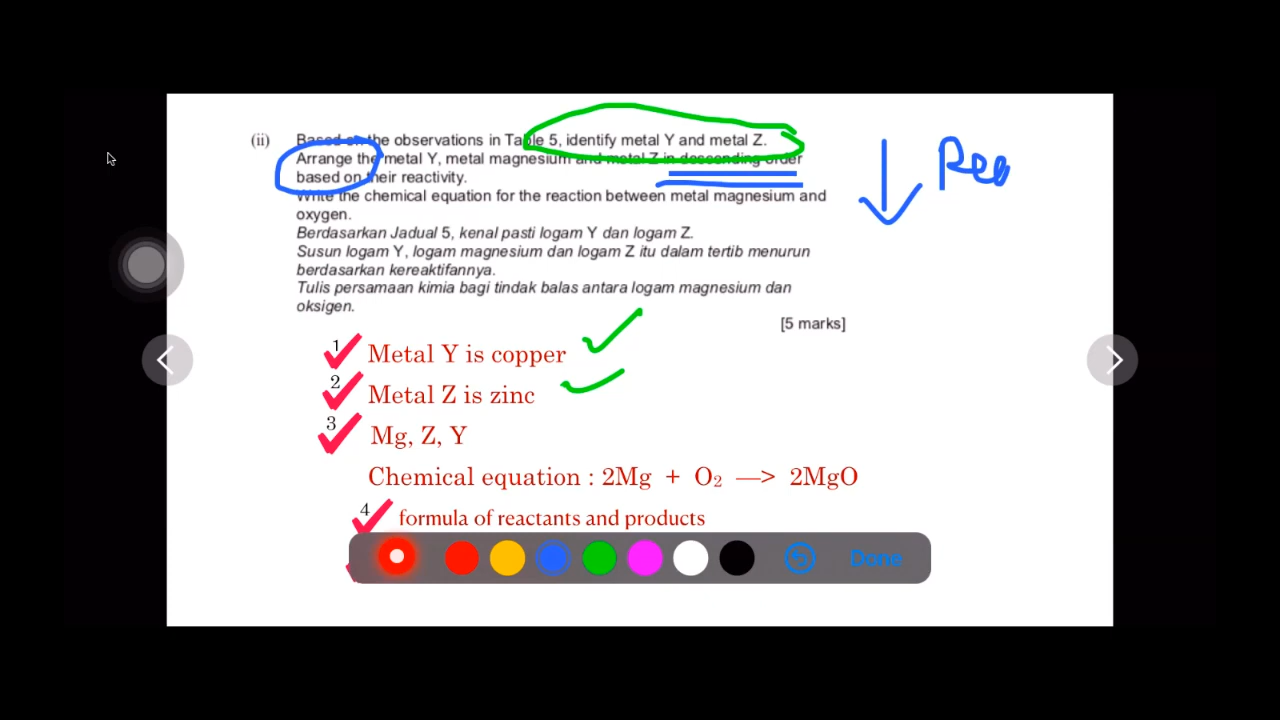 (ii) Based on the observations in Table 5, identify metal Y and metal Z.
Arrange the metal Y, metal magnesium and metal Z in descending order
based on their reactivity.
Write the chemical equation for the reaction between metal magnesium and
oxygen.
Berdasarkan Jadual 5, kenal pasti logam Y dan logam Z.
Susun logam Y, logam magnesium dan logam Z itu dalam tertib menurun
berdasarkan kereaktifannya.
Tulis persamaan kimia bagi tindak balas antara logam magnesium dan
oksigen.
[5 marks]
1 Metal Y is copper
2 Metal Z is zinc
3 Mg, Z, Y
Chemical equation : 2Mg + O₂ —> 2MgO
4 formula of reactants and products
Done